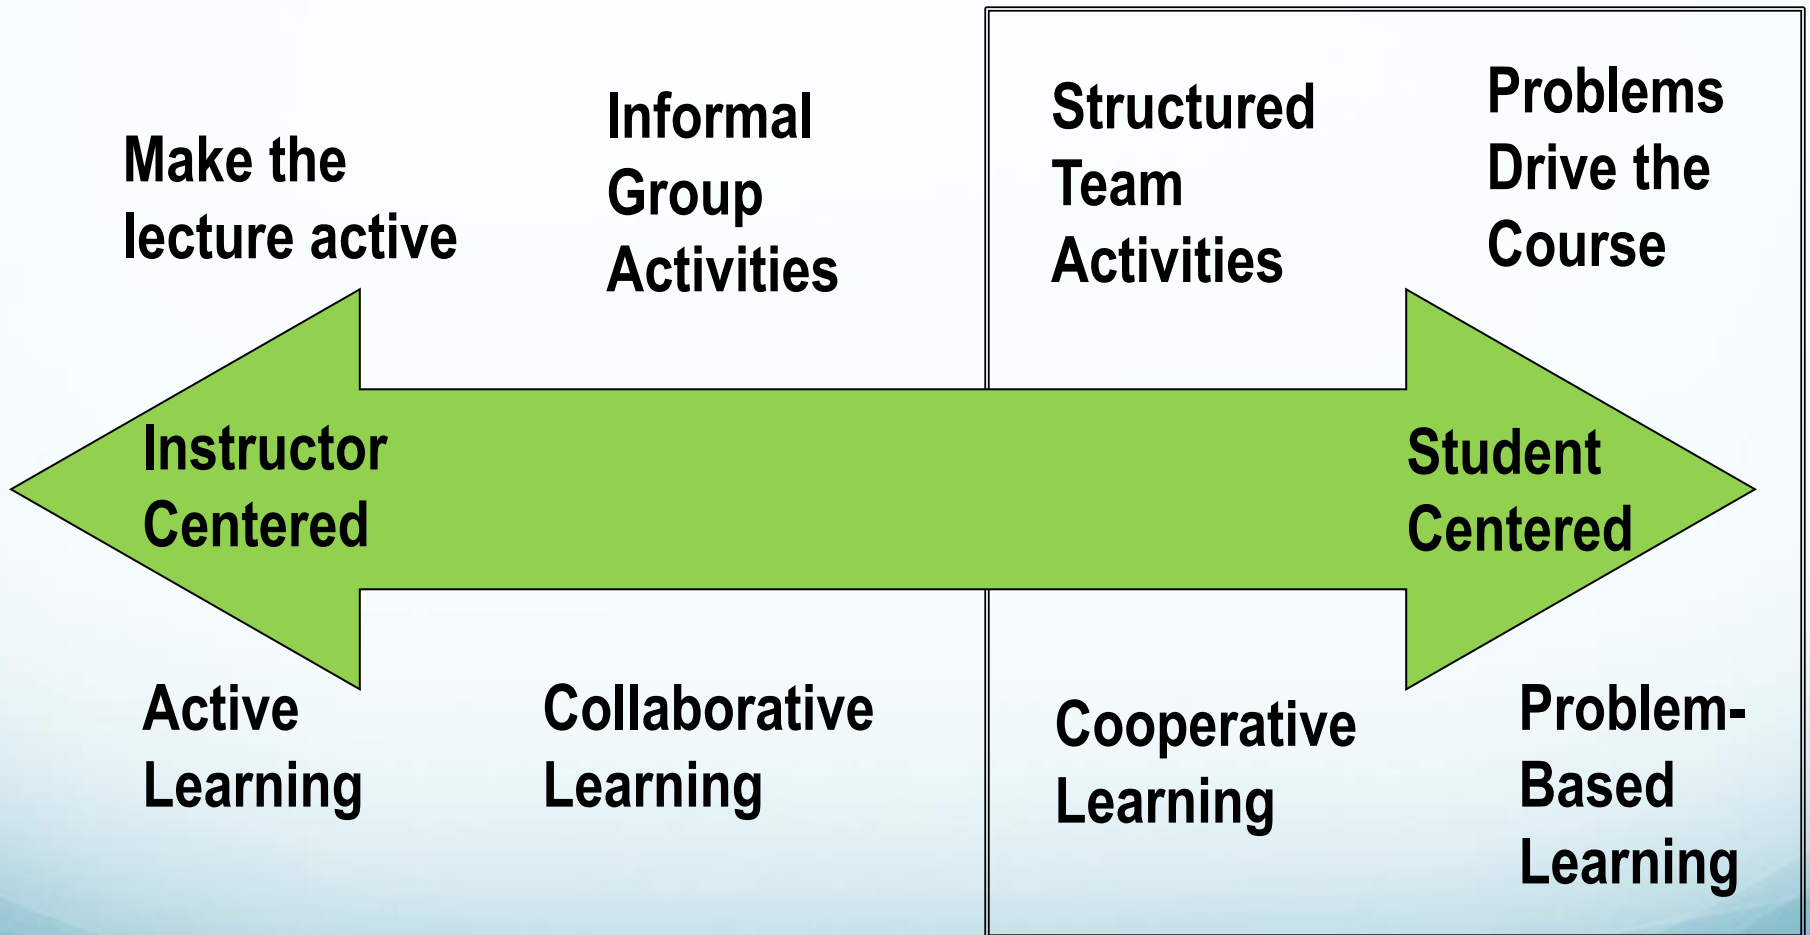 Make the
lecture active
Informal
Group
Activities
Structured
Team
Activities
Problems
Drive the
Course
Instructor
Centered
Student
Centered
Active
Learning
Collaborative
Learning
Cooperative
Learning
Problem-
Based
Learning